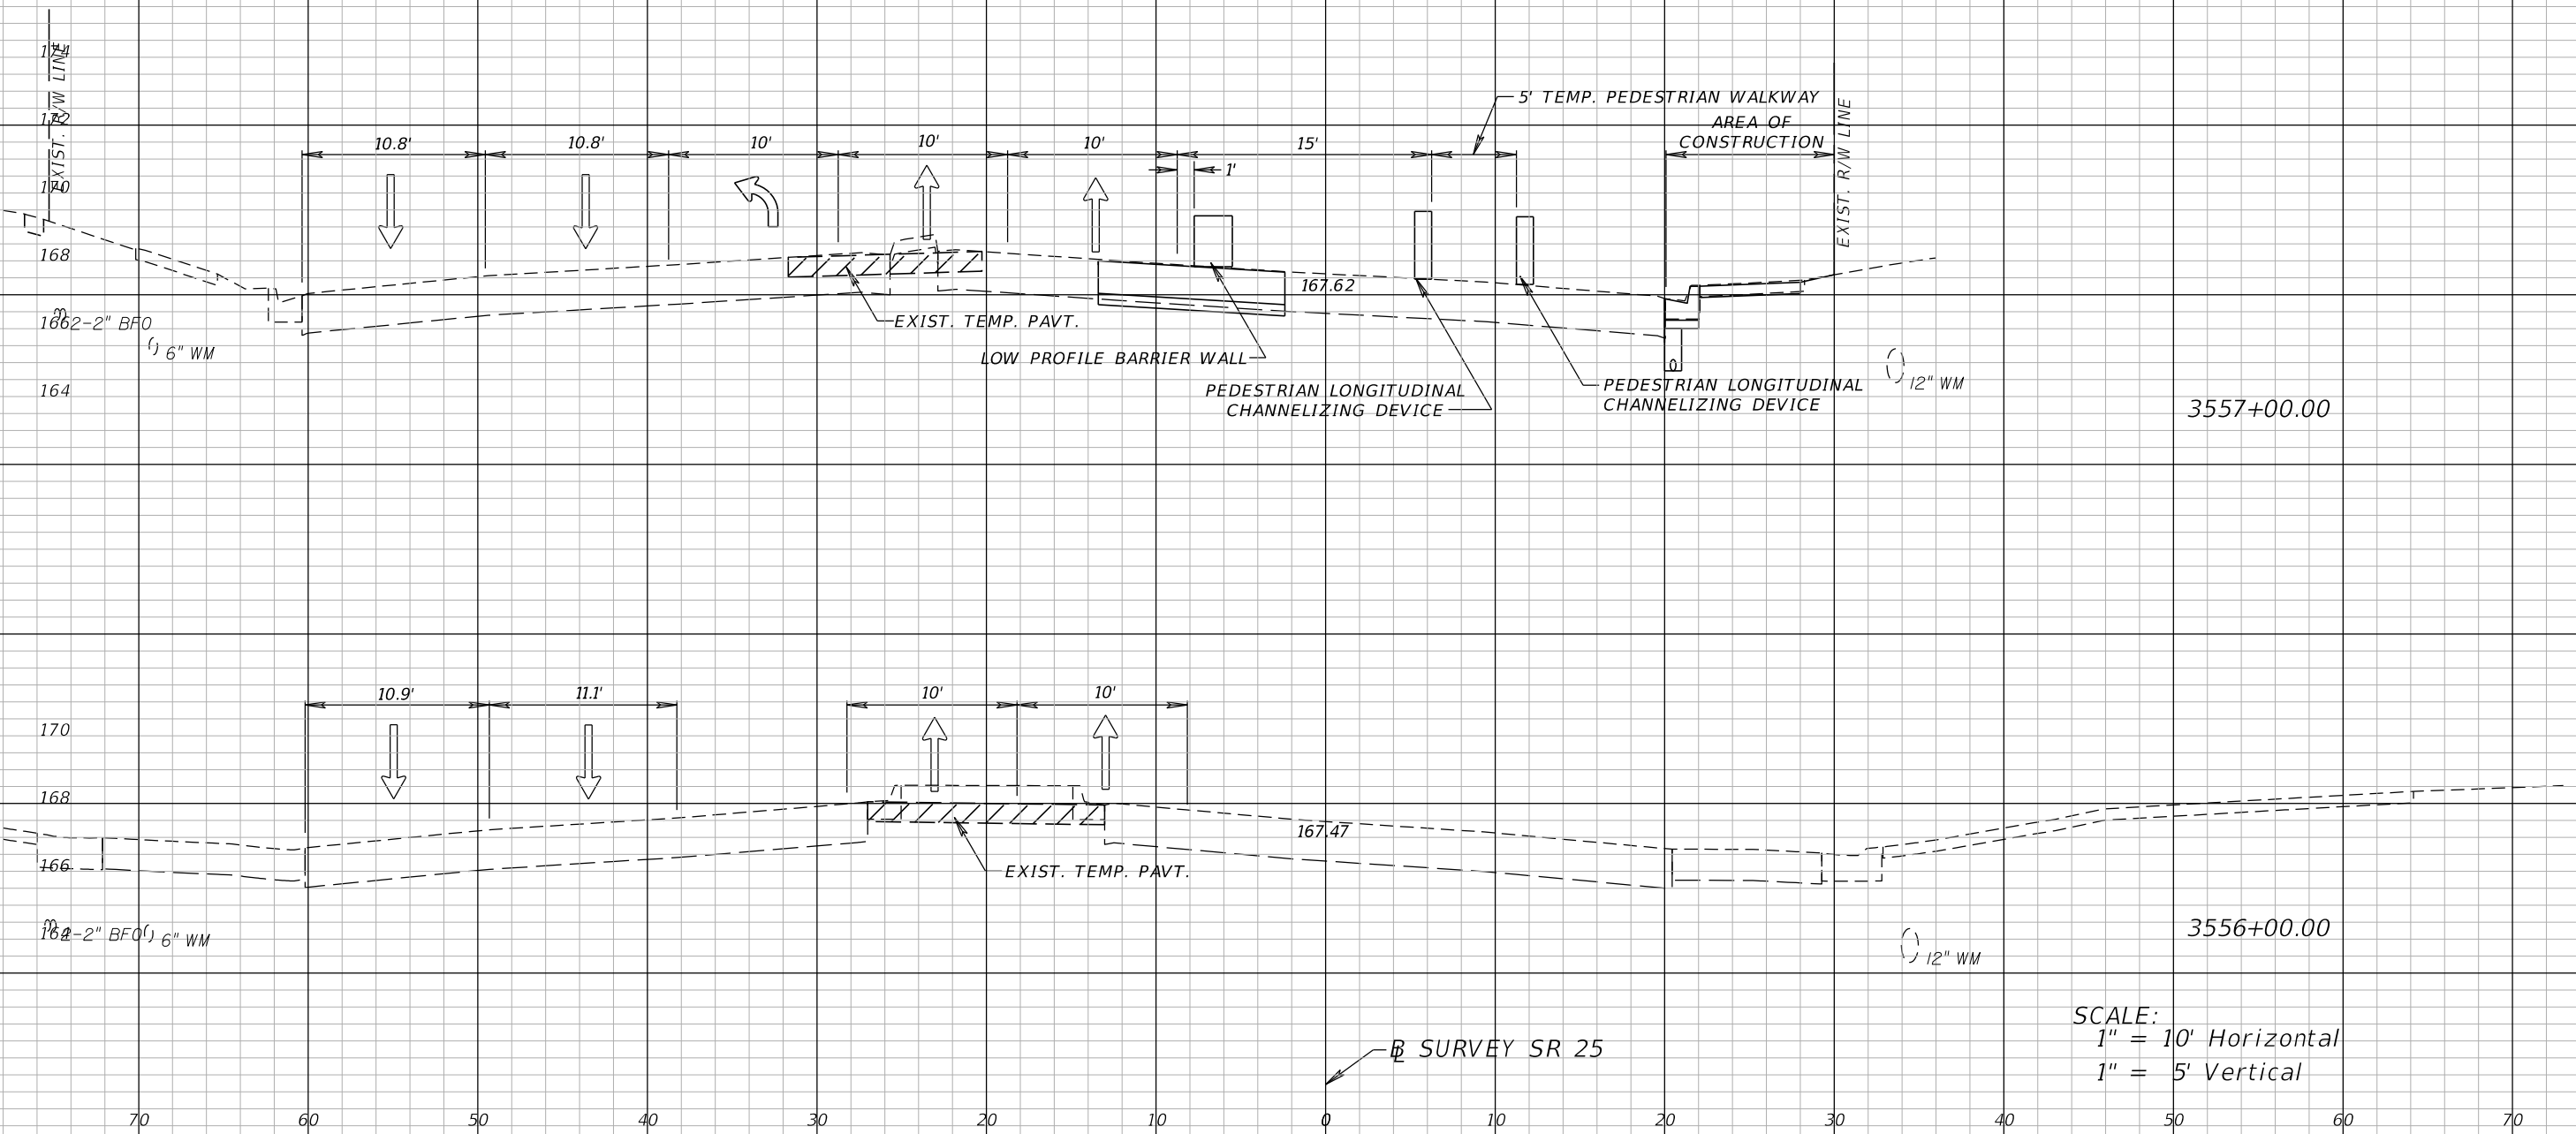 174
EXIST. R/W LINE
172
170
168
166
164
10.8'
10.8'
10'
10'
10'
15'
1'
5' TEMP. PEDESTRIAN WALKWAY
AREA OF
CONSTRUCTION
EXIST. R/W LINE
2-2" BFO
6" WM
EXIST. TEMP. PAVT.
LOW PROFILE BARRIER WALL
167.62
PEDESTRIAN LONGITUDINAL
CHANNELIZING DEVICE
PEDESTRIAN LONGITUDINAL
CHANNELIZING DEVICE
12" WM
3557+00.00
10.9'
11.1'
10'
10'
170
168
166
164
2-2" BFO
6" WM
EXIST. TEMP. PAVT.
167.47
12" WM
3556+00.00
BL SURVEY SR 25
SCALE:
1" = 10' Horizontal
1" = 5' Vertical
70 60 50 40 30 20 10 0 10 20 30 40 50 60 70